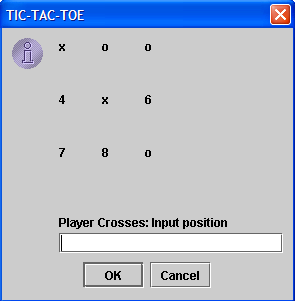 TIC-TAC-TOE
x o o
4 x 6
7 8 o
Player Crosses: Input position
OK Cancel